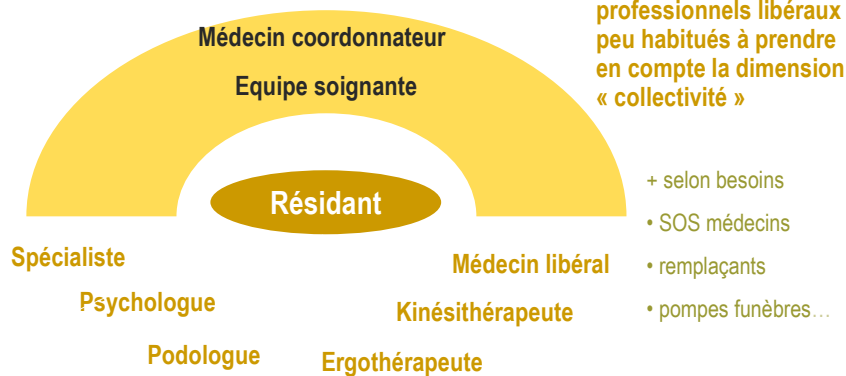 professionnels libéraux
peu habitués à prendre
en compte la dimension
« collectivité »
Médecin coordonnateur
Equipe soignante
Résidant
+ selon besoins
• SOS médecins
• remplaçants
• pompes funèbres…
Spécialiste
Médecin libéral
Psychologue
Kinésithérapeute
Podologue
Ergothérapeute